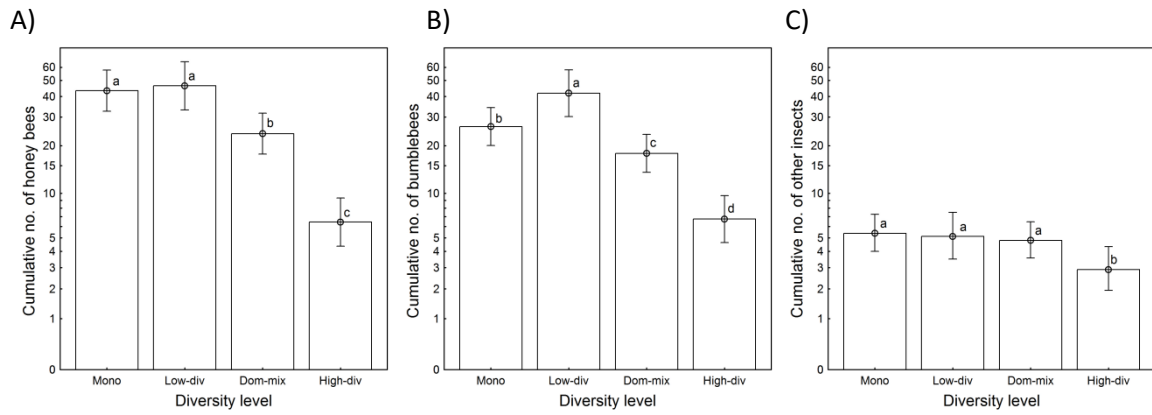 A)
Cumulative no. of honey bees
60
50
40
30
20
15
10
5
4
3
2
1
0
a
a
b
c
Mono Low-div Dom-mix High-div
Diversity level
B)
Cumulative no. of bumblebees
60
50
40
30
20
15
10
5
4
3
2
1
0
b
a
c
d
Mono Low-div Dom-mix High-div
Diversity level
C)
Cumulative no. of other insects
60
50
40
30
20
15
10
5
4
3
2
1
0
a
a
a
b
Mono Low-div Dom-mix High-div
Diversity level